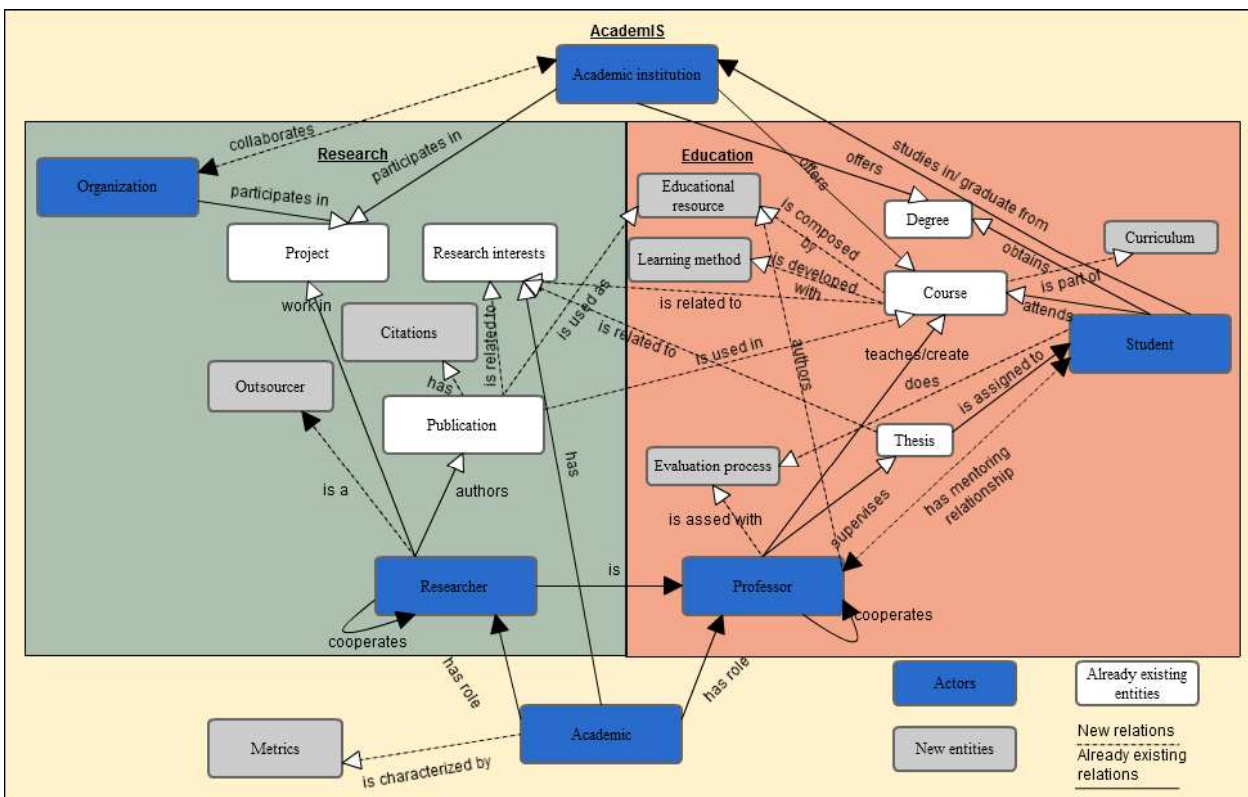 AcademIS
Academic institution
collaborates
participates in
Research
Education
offers
offers
studies in/ graduate from
Organization
participates in
Educational
resource
is composed
by
Degree
obtains
Curriculum
Project
Research interests
Learning method
is developed
with
is part of
Course
attends
work in
is used as
is related to
Citations
is related to
is related to
is used in
teaches/create
Student
Outsourcer
has
authors
does
is assigned to
Publication
Thesis
has
Evaluation process
is a
authors
is assed with
supervises
has mentoring
relationship
Researcher
is
Professor
cooperates
cooperates
has role
has role
Actors
Already existing
entities
Metrics
Academic
is characterized by
New entities
New relations
Already existing
relations